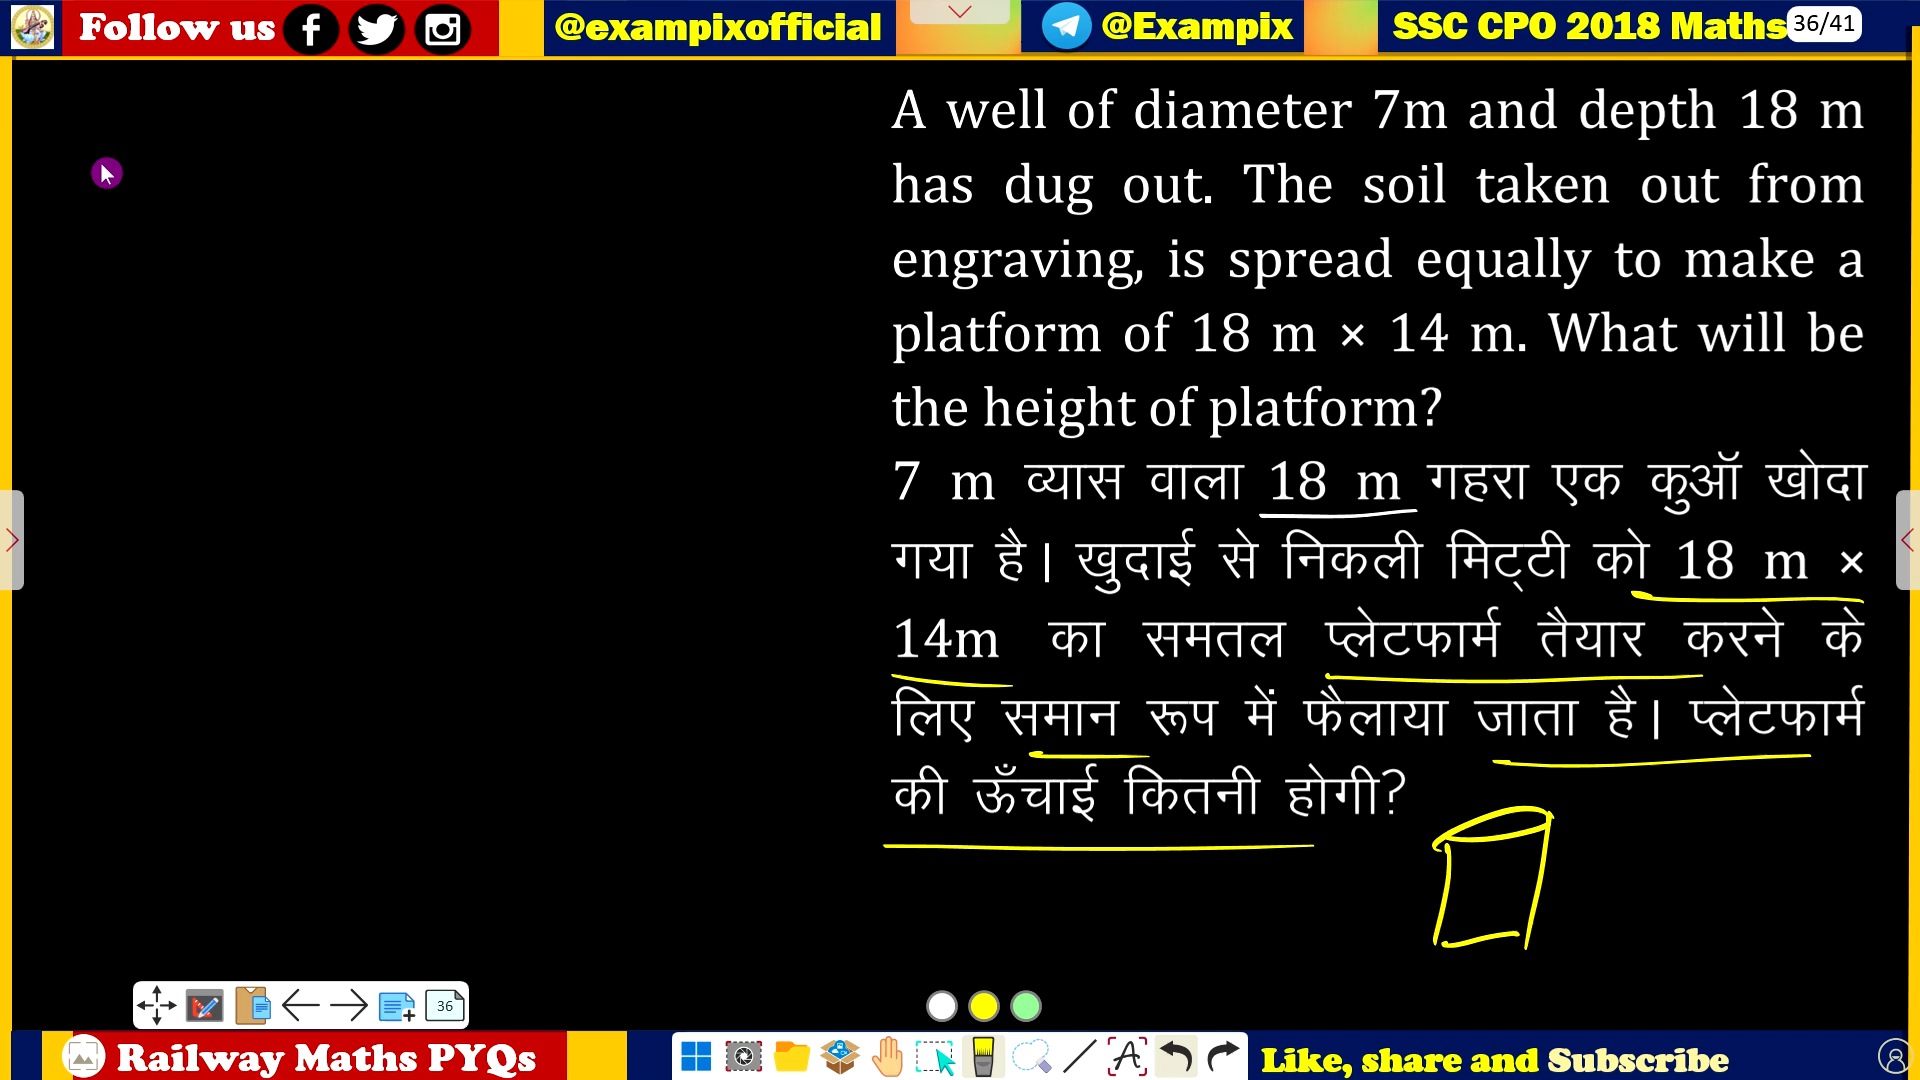 Follow us
@exampixofficial
@Exampix
SSC CPO 2018 Maths
36/41
A well of diameter 7m and depth 18 m
has dug out. The soil taken out from
engraving, is spread equally to make a
platform of 18 m × 14 m. What will be
the height of platform?
7 m व्यास वाला 18 m गहरा एक कुऑ खोदा
गया है। खुदाई से निकली मिट्‌टी को 18 m ×
14m का समतल प्लेटफार्म तैयार करने के
लिए समान रूप में फैलाया जाता है। प्लेटफार्म
की ऊँचाई कितनी होगी?
36
Railway Maths PYQs
Like, share and Subscribe